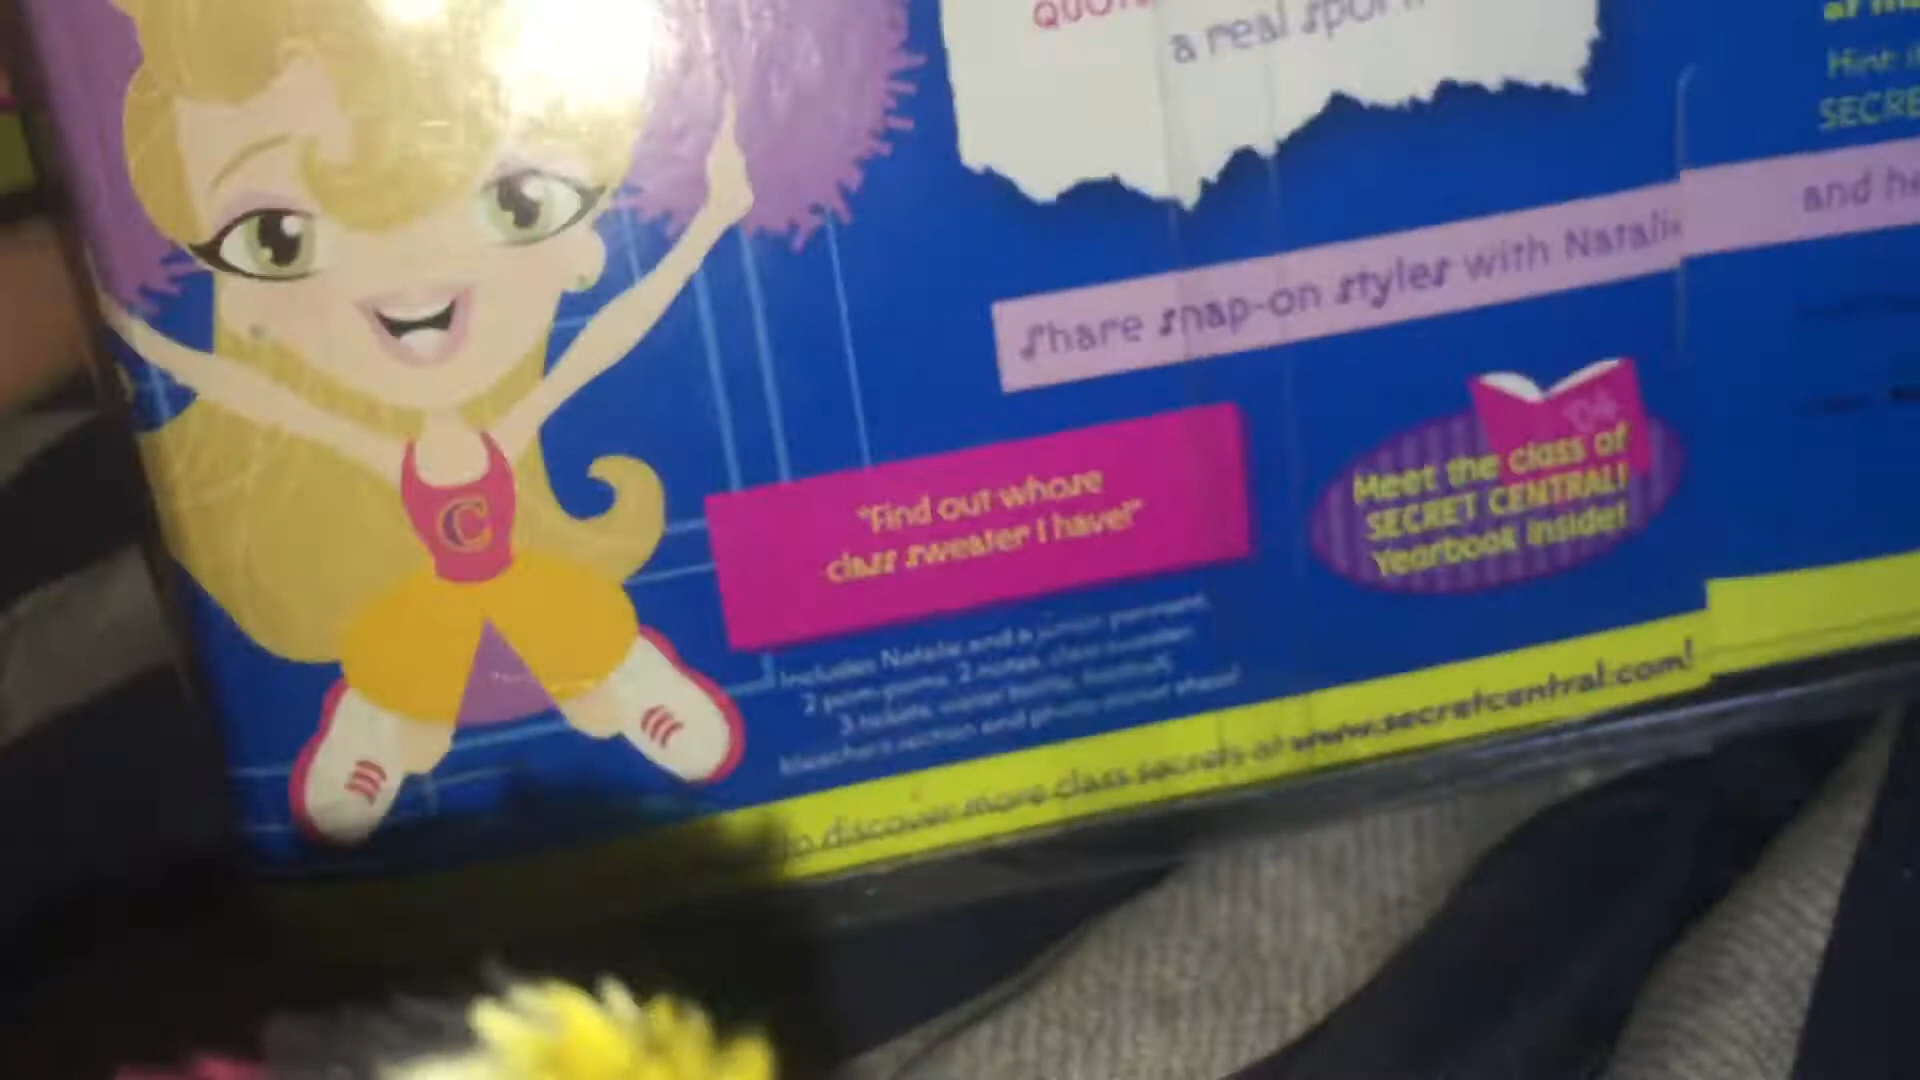 a real sport
Hint
SECRE
Share snap-on styles with Natalie
and he
C
"Find out whose
class sweater I have!"
'04
Meet the class of
SECRET CENTRAL!
Yearbook inside!
Includes Natalie and a junior pennant,
2 pom-poms, 2 notes, class sweater,
3 tickets, water bottle, football,
bleachers section and photo sticker sheet!
to discover more class secrets at www.secretcentral.com!